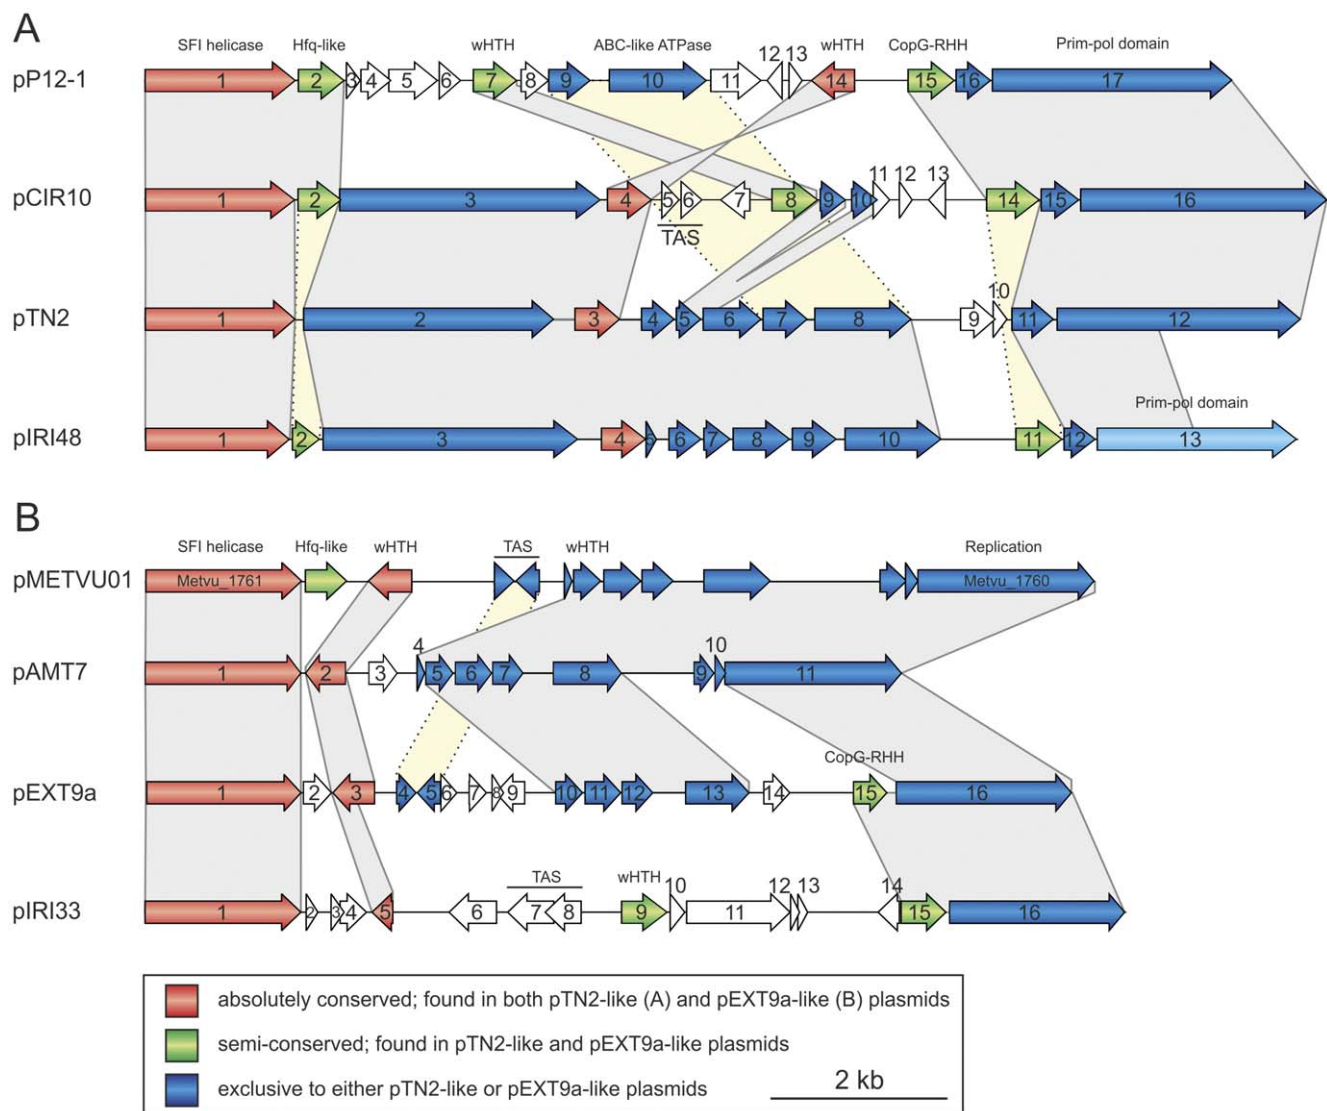 A
SFI helicase Hfq-like wHTH ABC-like ATPase 12 13 wHTH CopG-RHH Prim-pol domain
pP12-1 1 2 3 4 5 6 7 8 9 10 11 14 15 16 17
11 12 13
pCIR10 1 2 3 4 5 6 7 8 9 10 14 15 16
TAS
10
pTN2 1 2 3 4 5 6 7 8 9 11 12
Prim-pol domain
pIRI48 1 2 3 4 5 6 7 8 9 10 11 12 13
B
SFI helicase Hfq-like wHTH TAS wHTH Replication
pMETVU01 Metvu_1761 Metvu_1760
4 10
pAMT7 1 2 3 5 6 7 8 9 11
CopG-RHH
pEXT9a 1 2 3 4 5 6 7 8 9 10 11 12 13 14 15 16
TAS wHTH 10 12 13 14
pIRI33 1 2 3 4 5 6 7 8 9 11 15 16
absolutely conserved; found in both pTN2-like (A) and pEXT9a-like (B) plasmids
semi-conserved; found in pTN2-like and pEXT9a-like plasmids
exclusive to either pTN2-like or pEXT9a-like plasmids
2 kb